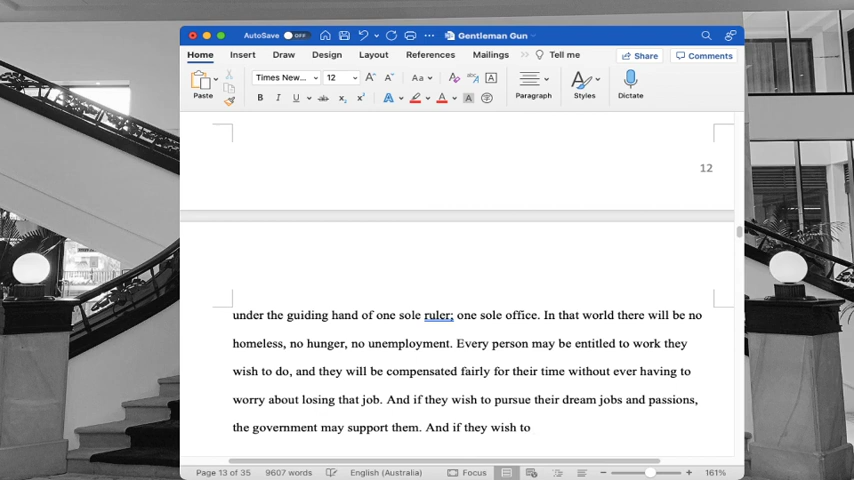 AutoSave OFF Gentleman Gun
Home Insert Draw Design Layout References Mailings Tell me Share Comments
Paste Times New... 12 Aa Paragraph Styles Dictate
B I U ab x₂ x² A A A
12
under the guiding hand of one sole ruler; one sole office. In that world there will be no
homeless, no hunger, no unemployment. Every person may be entitled to work they
wish to do, and they will be compensated fairly for their time without ever having to
worry about losing that job. And if they wish to pursue their dream jobs and passions,
the government may support them. And if they wish to
Page 13 of 35 9607 words English (Australia) Focus 161%